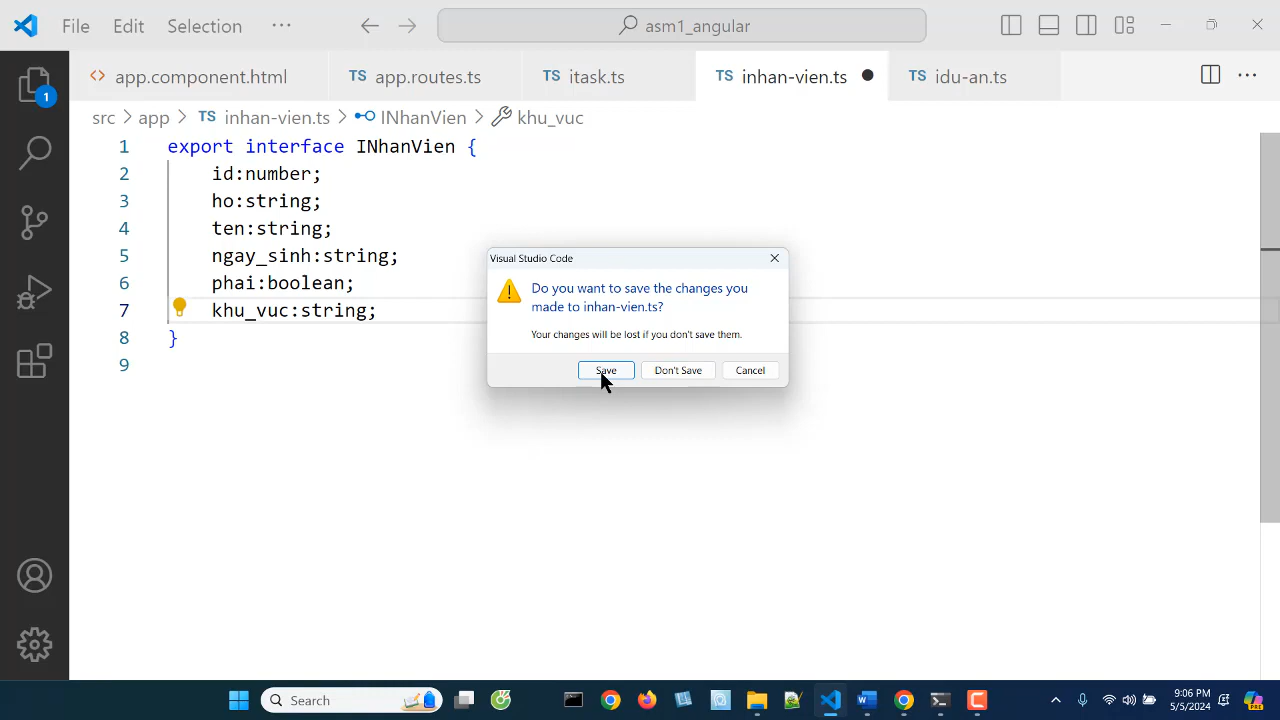 File Edit Selection ··· asm1_angular
<> app.component.html TS app.routes.ts TS itask.ts TS inhan-vien.ts TS idu-an.ts ···
src > app > TS inhan-vien.ts > INhanVien > khu_vuc
1 export interface INhanVien {
2 id:number;
3 ho:string;
4 ten:string;
5 ngay_sinh:string;
6 phai:boolean;
7 khu_vuc:string;
8 }
9
1
Visual Studio Code
Do you want to save the changes you
made to inhan-vien.ts?
Your changes will be lost if you don't save them.
Save Don't Save Cancel
Search
9:06 PM
5/5/2024
PRE